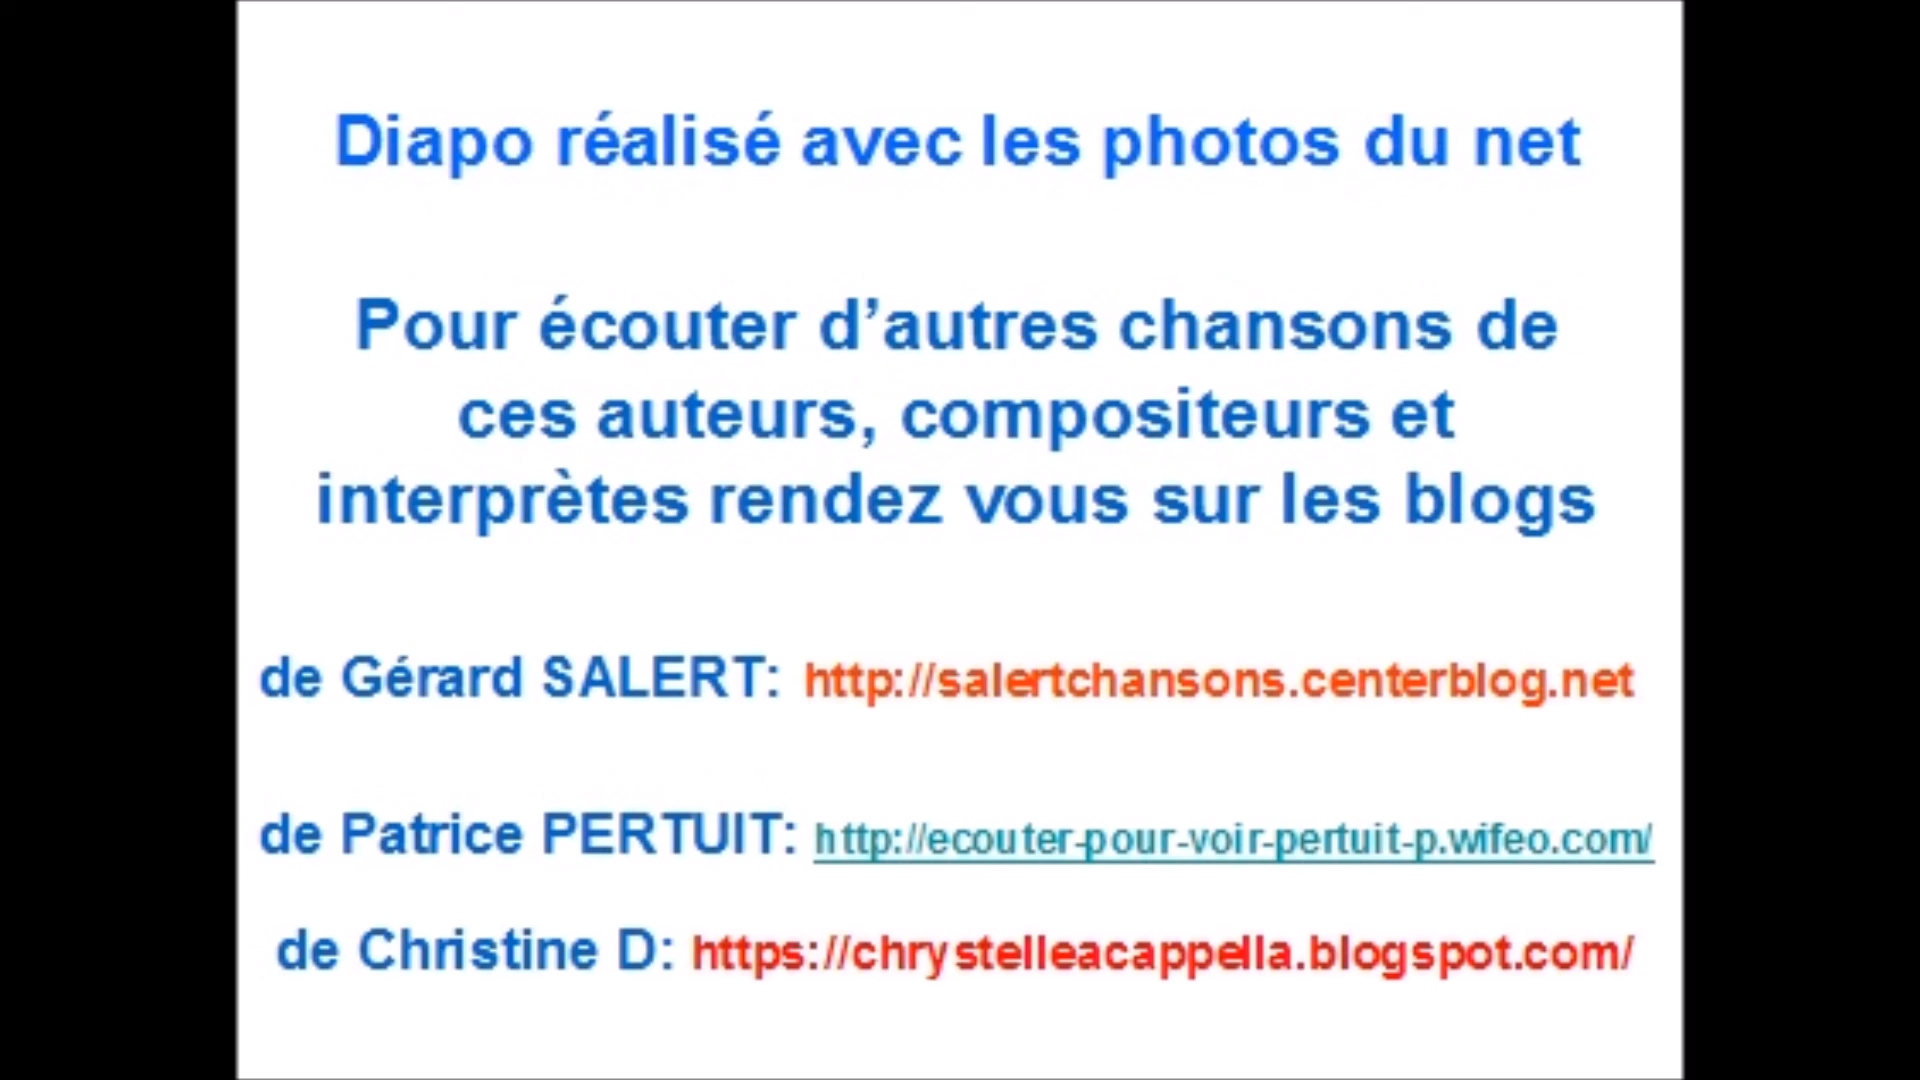 Diapo réalisé avec les photos du net
Pour écouter d’autres chansons de
ces auteurs, compositeurs et
interprètes rendez vous sur les blogs
de Gérard SALERT: http://salertchansons.centerblog.net
de Patrice PERTUIT: http://ecouter-pour-voir-pertuit-p.wifeo.com/
de Christine D: https://chrystelleacappella.blogspot.com/